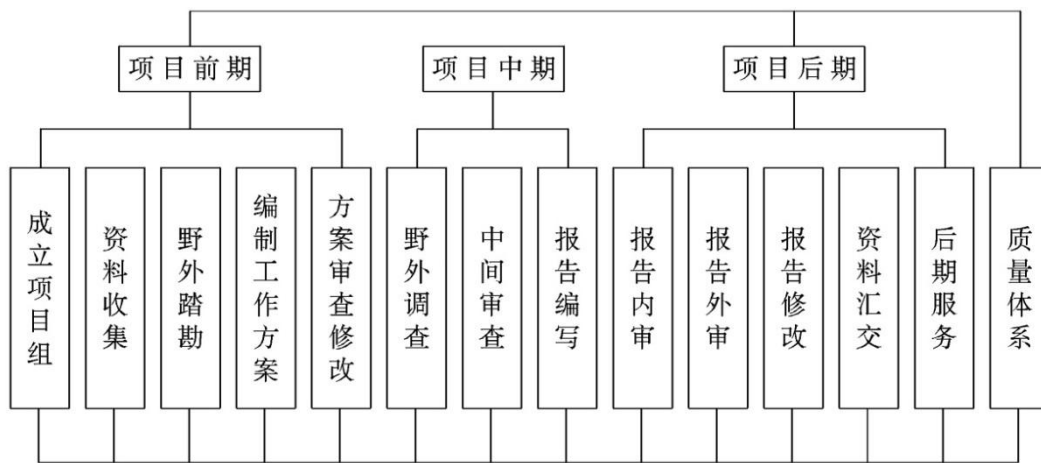 项目前期
项目中期
项目后期
成立项目组
资料收集
野外踏勘
编制工作方案
方案审查修改
野外调查
中间审查
报告编写
报告内审
报告外审
报告修改
资料汇交
后期服务
质量体系